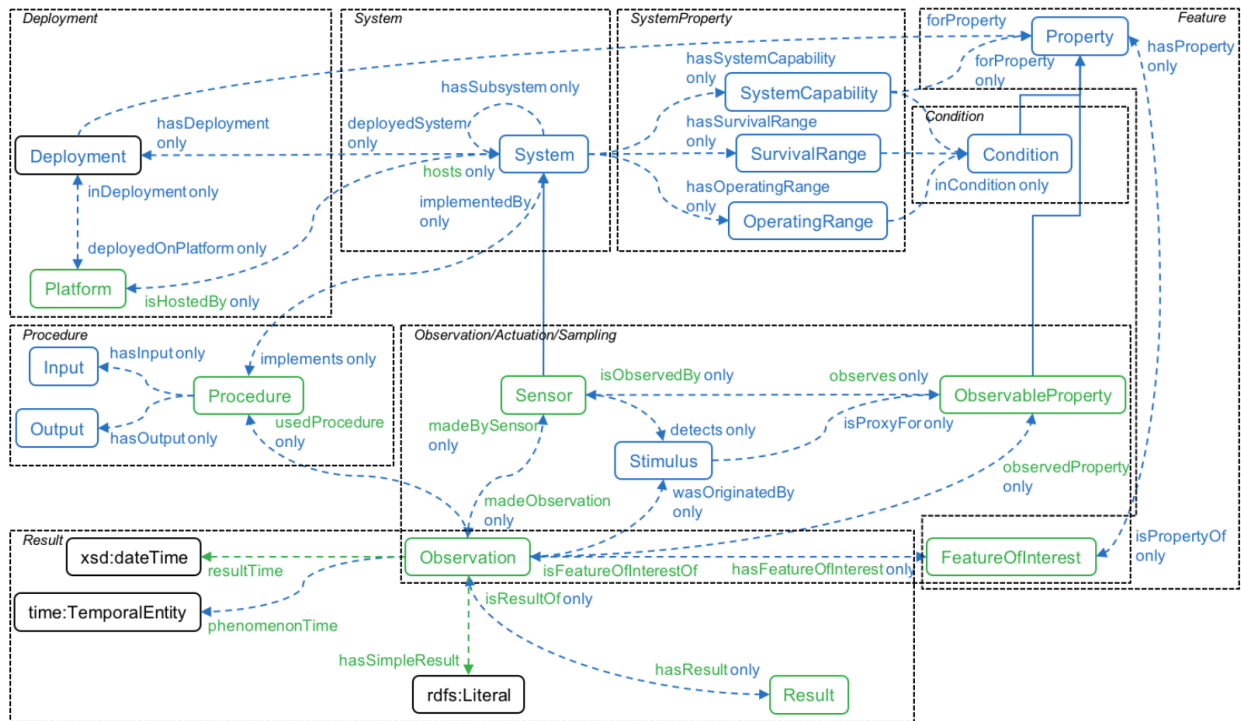 Deployment
System
SystemProperty
Feature
forProperty
Property
hasProperty
only
hasSystemCapability
only
forProperty
only
hasSubsystem only
SystemCapability
hasDeployment
only
deployedSystem
only
hasSurvivalRange
only
Condition
Deployment
System
SurvivalRange
Condition
hosts only
inDeployment only
implementedBy
only
hasOperatingRange
only
inCondition only
OperatingRange
deployedOnPlatform only
Platform
isHostedBy only
Procedure
Observation/Actuation/Sampling
hasInput only
implements only
Input
isObservedBy only
observes only
Procedure
Sensor
ObservableProperty
Output
usedProcedure
only
madeBySensor
only
detects only
isProxyFor only
hasOutput only
Stimulus
observedProperty
only
wasOriginatedBy
only
madeObservation
only
Result
isPropertyOf
only
xsd:dateTime
Observation
FeatureOfInterest
resultTime
isFeatureOfInterestOf
hasFeatureOfInterest only
time:TemporalEntity
isResultOf only
phenomenonTime
hasSimpleResult
hasResult only
rdfs:Literal
Result